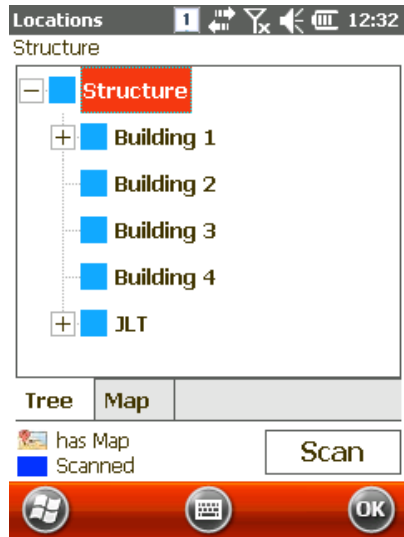 Locations 1 12:32
Structure
Structure
Building 1
Building 2
Building 3
Building 4
JLT
Tree Map
has Map
Scanned
Scan
OK